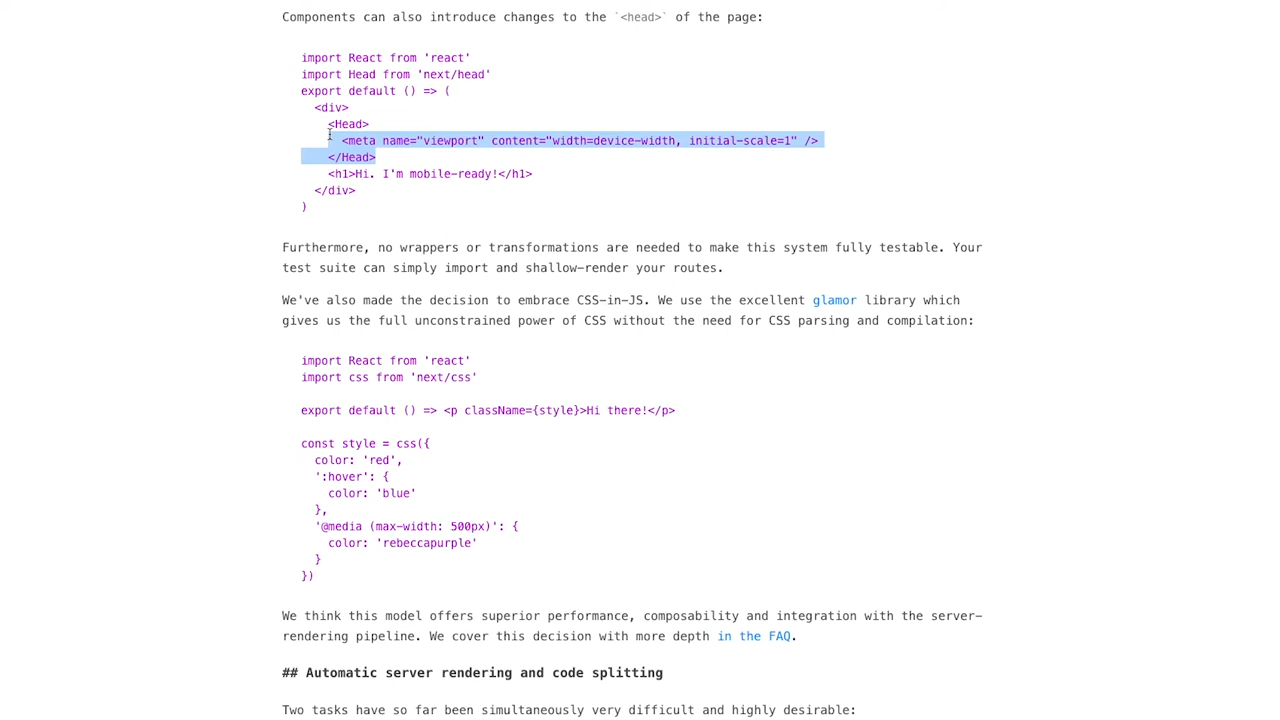 Components can also introduce changes to the `<head>` of the page:
import React from 'react'
import Head from 'next/head'
export default () => (
  <div>
    <Head>
      <meta name="viewport" content="width=device-width, initial-scale=1" />
    </Head>
    <h1>Hi. I'm mobile-ready!</h1>
  </div>
)
Furthermore, no wrappers or transformations are needed to make this system fully testable. Your
test suite can simply import and shallow-render your routes.
We've also made the decision to embrace CSS-in-JS. We use the excellent glamor library which
gives us the full unconstrained power of CSS without the need for CSS parsing and compilation:
import React from 'react'
import css from 'next/css'
export default () => <p className={style}>Hi there!</p>
const style = css({
  color: 'red',
  ':hover': {
    color: 'blue'
  },
  '@media (max-width: 500px)': {
    color: 'rebeccapurple'
  }
})
We think this model offers superior performance, composability and integration with the server-
rendering pipeline. We cover this decision with more depth in the FAQ.
## Automatic server rendering and code splitting
Two tasks have so far been simultaneously very difficult and highly desirable: